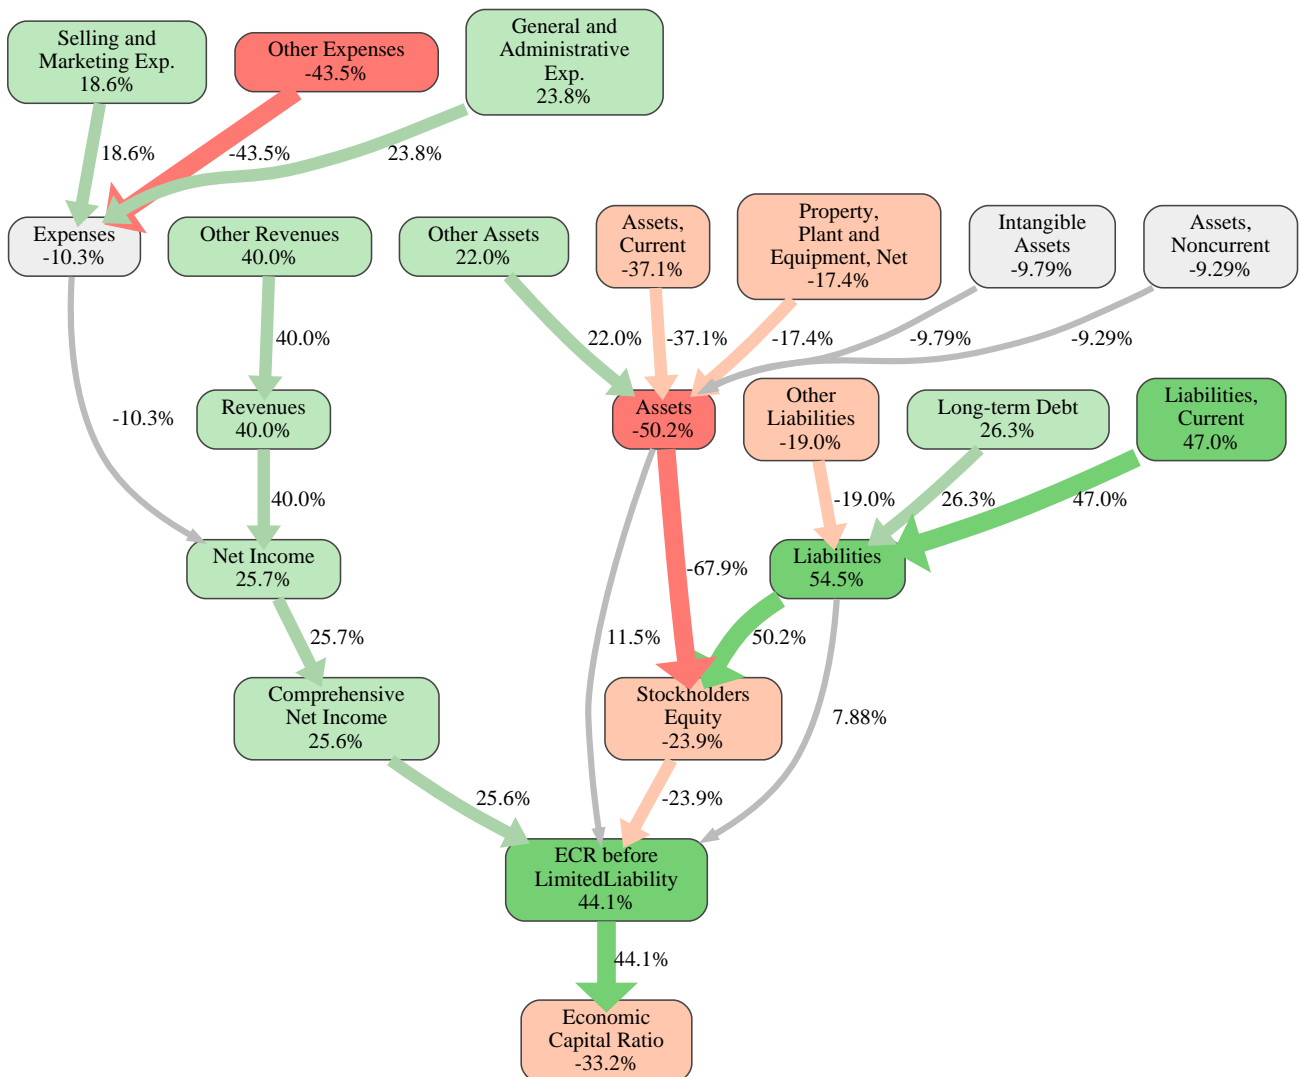 Selling and
Marketing Exp.
18.6%
Other Expenses
-43.5%
General and
Administrative
Exp.
23.8%
18.6%
-43.5%
23.8%
Expenses
-10.3%
Other Revenues
40.0%
Other Assets
22.0%
Assets,
Current
-37.1%
Property,
Plant and
Equipment, Net
-17.4%
Intangible
Assets
-9.79%
Assets,
Noncurrent
-9.29%
40.0%
22.0%
-37.1%
-17.4%
-9.79%
-9.29%
-10.3%
Revenues
40.0%
Assets
-50.2%
Other
Liabilities
-19.0%
Long-term Debt
26.3%
Liabilities,
Current
47.0%
40.0%
-19.0%
26.3%
47.0%
Net Income
25.7%
-67.9%
Liabilities
54.5%
25.7%
11.5%
50.2%
Comprehensive
Net Income
25.6%
Stockholders
Equity
-23.9%
7.88%
25.6%
-23.9%
ECR before
LimitedLiability
44.1%
44.1%
Economic
Capital Ratio
-33.2%